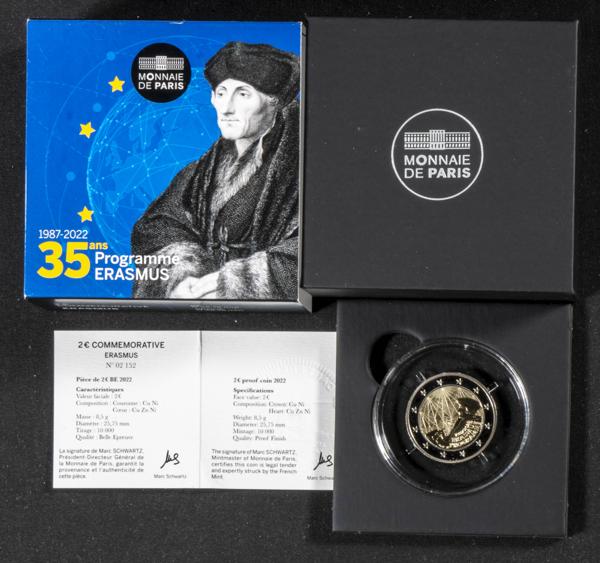 MONNAIE
DE PARIS
1987-2022
35 ans
Programme
ERASMUS
MONNAIE
DE PARIS
2€ COMMEMORATIVE
ERASMUS
N° 02 152
Pièce de 2€ BE 2022
Caractéristiques
Valeur faciale : 2€
Composition : Couronne : Cu Ni
Cœur : Cu Zn Ni
Masse : 8,5 g
Diamètre : 25,75 mm
Tirage : 10 000
Qualité : Belle Epreuve
La signature de Marc SCHWARTZ,
Président-Directeur Général de
la Monnaie de Paris, garantit la
provenance et l'authenticité de
cette pièce.
Marc Schwartz
2€ proof coin 2022
Specifications
Face value: 2€
Composition: Crown: Cu Ni
Heart: Cu Zn Ni
Weight: 8,5 g
Diameter: 25,75 mm
Mintage: 10 000
Quality: Proof Finish
The signature of Marc SCHWARTZ,
Mintmaster of Monnaie de Paris,
certifies this coin is legal tender
and expertly struck by the French
Mint.
Marc Schwartz